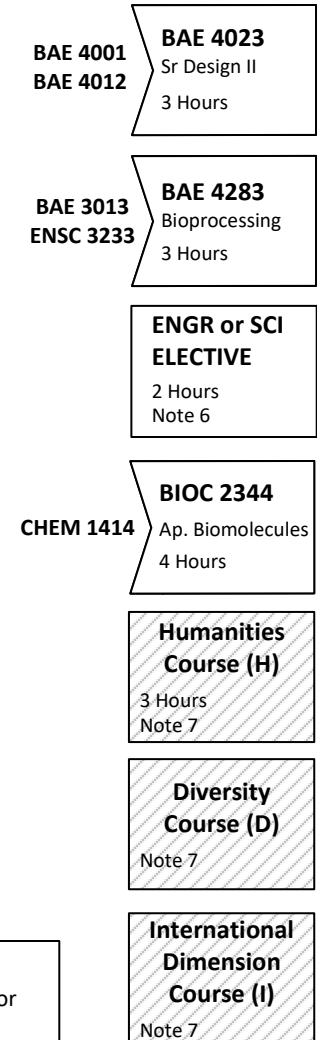 BAE 4001
BAE 4012
BAE 4023
Sr Design II
3 Hours
BAE 3013
ENSC 3233
BAE 4283
Bioprocessing
3 Hours
ENGR or SCI
ELECTIVE
2 Hours
Note 6
CHEM 1414
BIOC 2344
Ap. Biomolecules
4 Hours
Humanities
Course (H)
3 Hours
Note 7
Diversity
Course (D)
Note 7
International
Dimension
Course (I)
Note 7
or